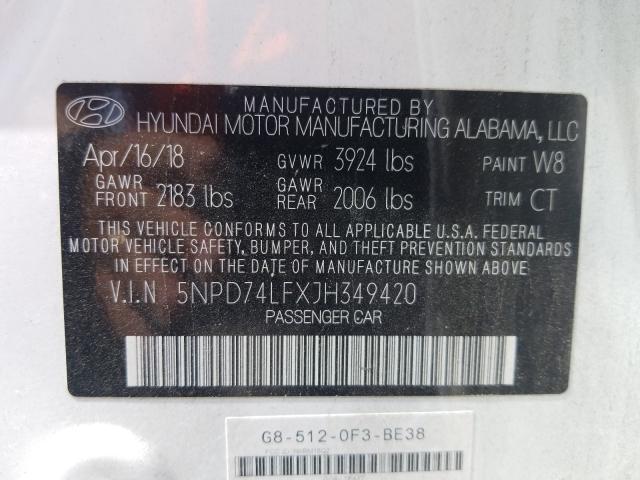 MANUFACTURED BY
HYUNDAI MOTOR MANUFACTURING ALABAMA, LLC
Apr/16/18 GVWR 3924 lbs PAINT W8
GAWR FRONT 2183 lbs GAWR REAR 2006 lbs TRIM CT
THIS VEHICLE CONFORMS TO ALL APPLICABLE U.S.A. FEDERAL
MOTOR VEHICLE SAFETY, BUMPER, AND THEFT PREVENTION STANDARDS
IN EFFECT ON THE DATE OF MANUFACTURE SHOWN ABOVE
V.I.N 5NPD74LFXJH349420
PASSENGER CAR
G8-512-0F3-BE38